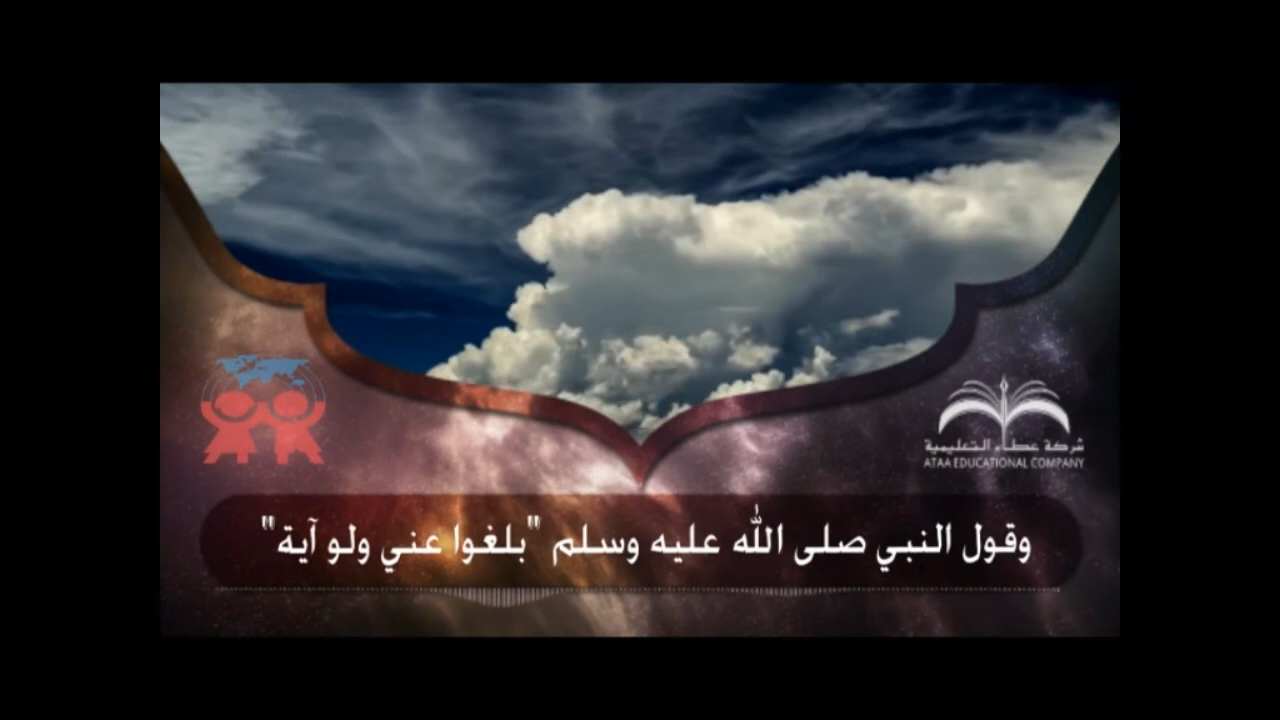 شركة عطاء التعليمية
ATAA EDUCATIONAL COMPANY
وقول النبي صلى الله عليه وسلم "بلغوا عني ولو آية"